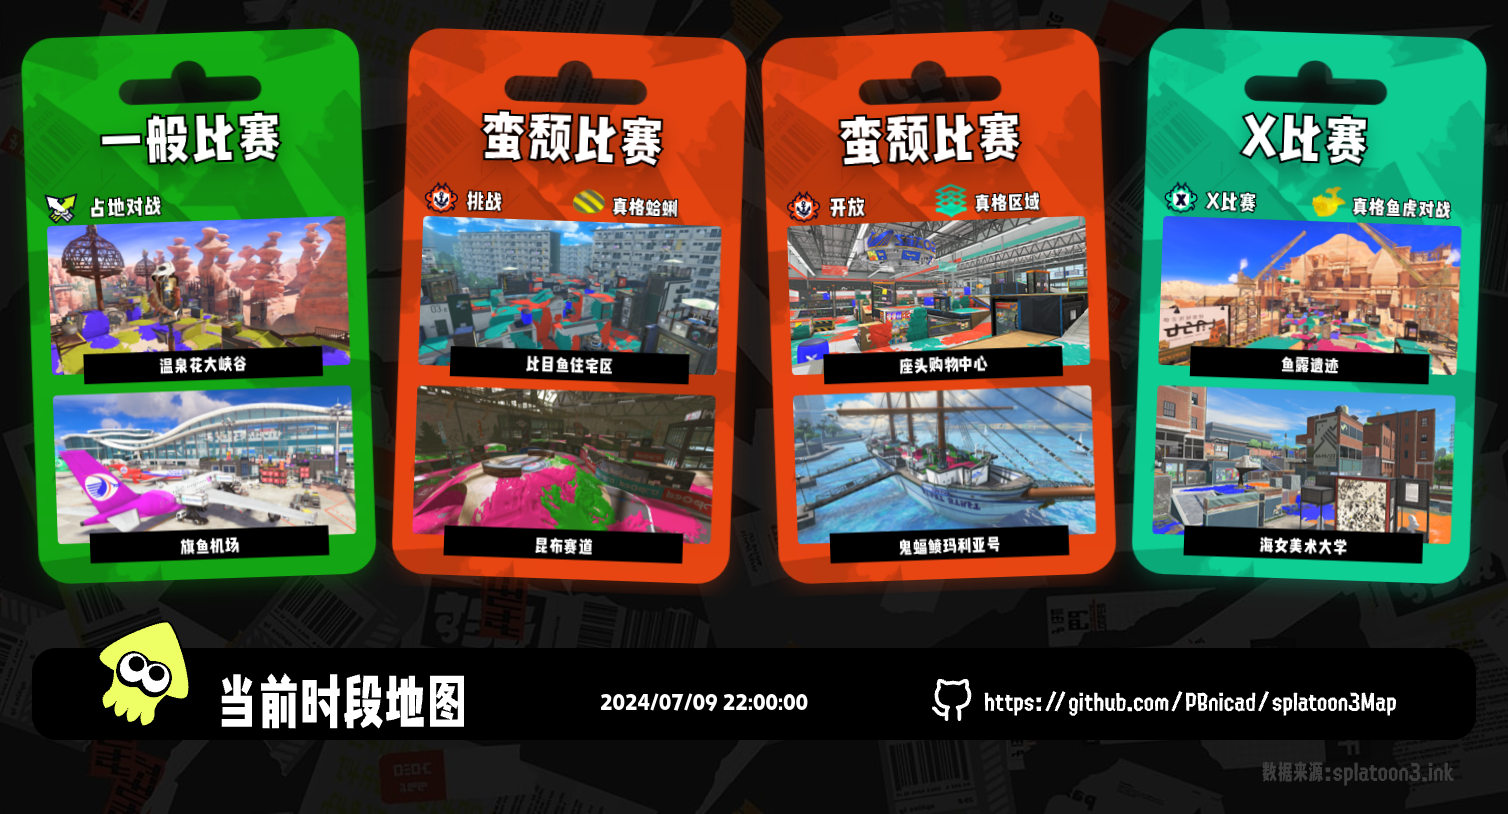 一般比赛
占地对战
温泉花大峡谷
旗鱼机场
蛮颓比赛
挑战
真格蛤蜊
比目鱼住宅区
昆布赛道
蛮颓比赛
开放
真格区域
座头购物中心
鬼蝠鲼玛利亚号
X比赛
X比赛
真格鱼虎对战
鱼露遗迹
海女美术大学
当前时段地图
2024/07/09 22:00:00
https://github.com/PBnicad/splatoon3Map
数据来源:splatoon3.ink